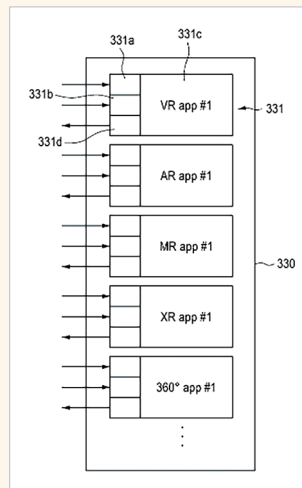 331a
331c
331b
VR app #1
331
331d
AR app #1
MR app #1
330
XR app #1
360° app #1